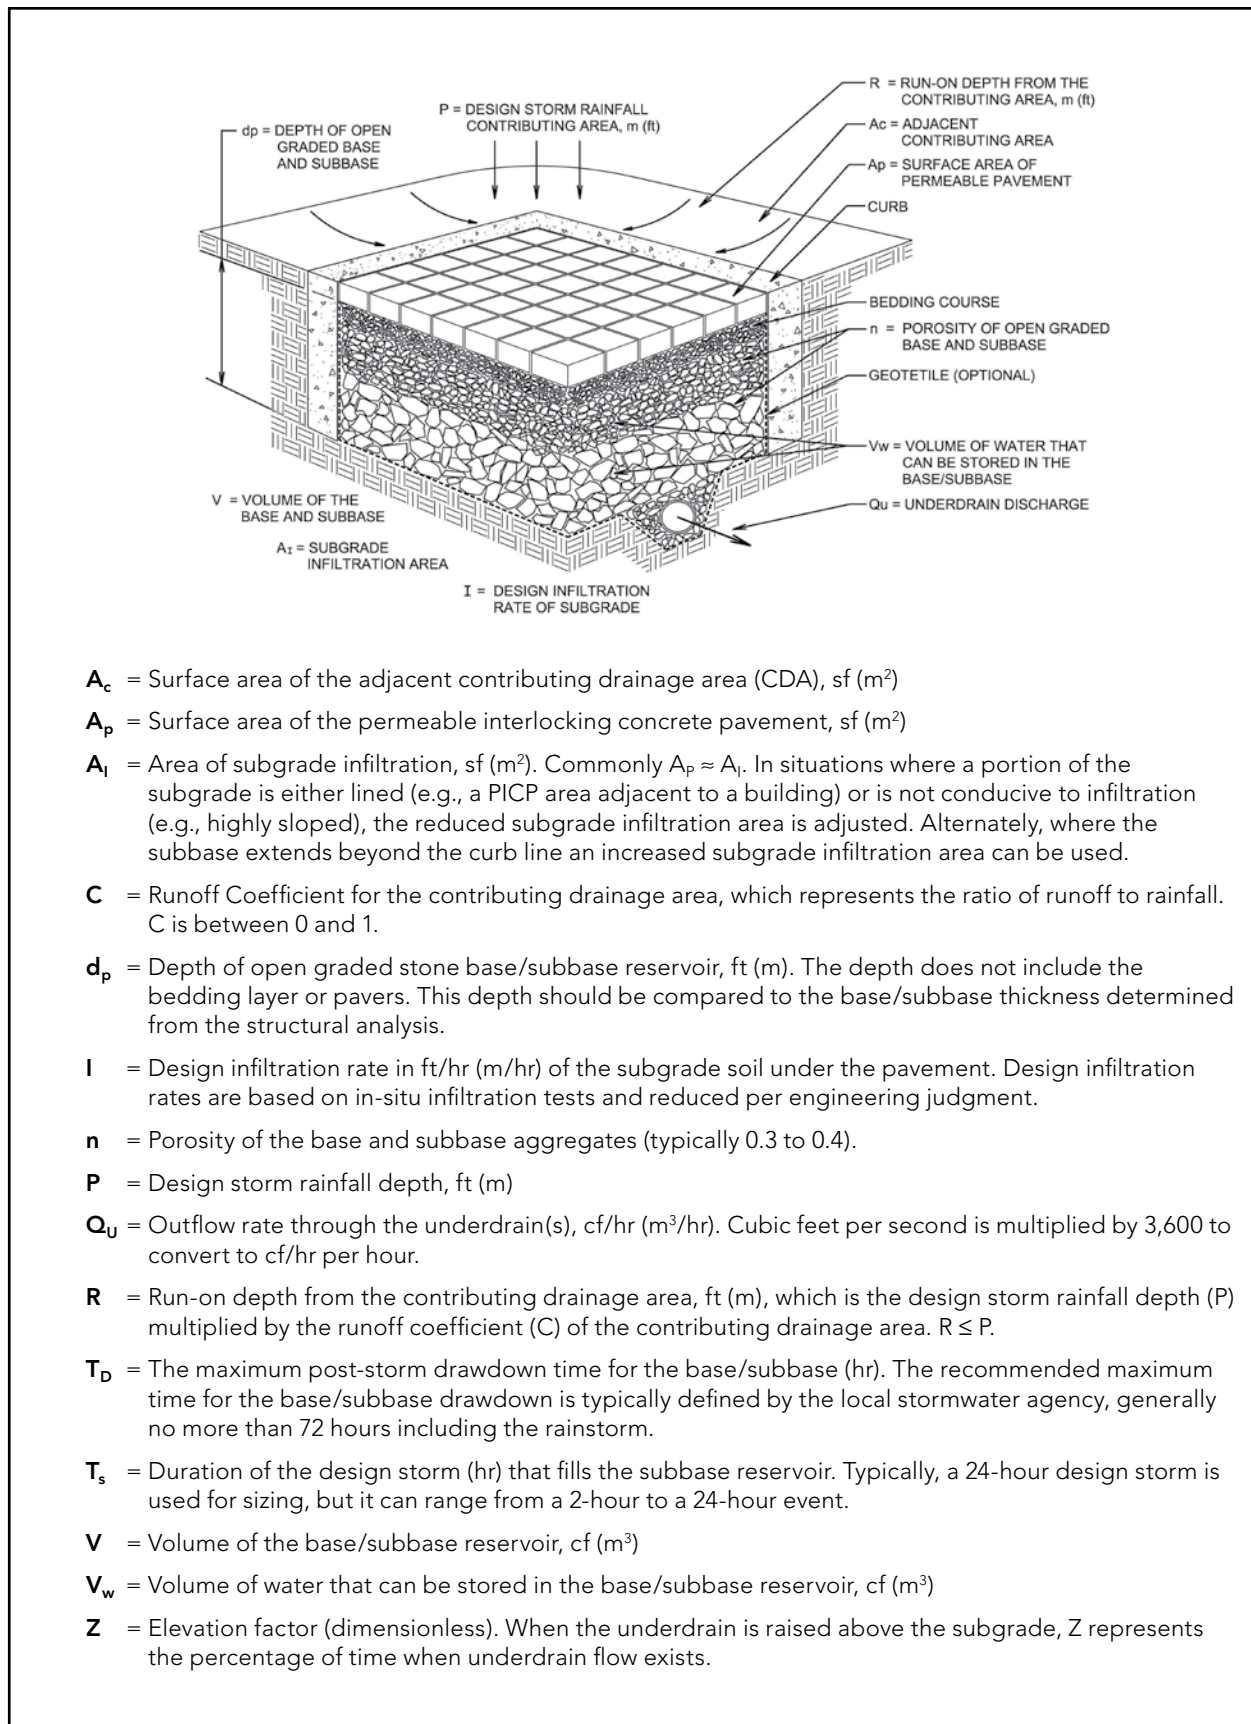 R = RUN-ON DEPTH FROM THE
CONTRIBUTING AREA, m (ft)
P = DESIGN STORM RAINFALL
CONTRIBUTING AREA, m (ft)
dp = DEPTH OF OPEN
GRADED BASE
AND SUBBASE
Ac = ADJACENT
CONTRIBUTING AREA
Ap = SURFACE AREA OF
PERMEABLE PAVEMENT
CURB
BEDDING COURSE
n = POROSITY OF OPEN GRADED
BASE AND SUBBASE
GEOTETILE (OPTIONAL)
Vw = VOLUME OF WATER THAT
CAN BE STORED IN THE
BASE/SUBBASE
V = VOLUME OF THE
BASE AND SUBBASE
Qu = UNDERDRAIN DISCHARGE
AI = SUBGRADE
INFILTRATION AREA
I = DESIGN INFILTRATION
RATE OF SUBGRADE
Ac = Surface area of the adjacent contributing drainage area (CDA), sf (m²)
Ap = Surface area of the permeable interlocking concrete pavement, sf (m²)
AI = Area of subgrade infiltration, sf (m²). Commonly AP ≈ AI. In situations where a portion of the
subgrade is either lined (e.g., a PICP area adjacent to a building) or is not conducive to infiltration
(e.g., highly sloped), the reduced subgrade infiltration area is adjusted. Alternately, where the
subbase extends beyond the curb line an increased subgrade infiltration area can be used.
C = Runoff Coefficient for the contributing drainage area, which represents the ratio of runoff to rainfall.
C is between 0 and 1.
dp = Depth of open graded stone base/subbase reservoir, ft (m). The depth does not include the
bedding layer or pavers. This depth should be compared to the base/subbase thickness determined
from the structural analysis.
I = Design infiltration rate in ft/hr (m/hr) of the subgrade soil under the pavement. Design infiltration
rates are based on in-situ infiltration tests and reduced per engineering judgment.
n = Porosity of the base and subbase aggregates (typically 0.3 to 0.4).
P = Design storm rainfall depth, ft (m)
QU = Outflow rate through the underdrain(s), cf/hr (m³/hr). Cubic feet per second is multiplied by 3,600 to
convert to cf/hr per hour.
R = Run-on depth from the contributing drainage area, ft (m), which is the design storm rainfall depth (P)
multiplied by the runoff coefficient (C) of the contributing drainage area. R ≤ P.
TD = The maximum post-storm drawdown time for the base/subbase (hr). The recommended maximum
time for the base/subbase drawdown is typically defined by the local stormwater agency, generally
no more than 72 hours including the rainstorm.
Ts = Duration of the design storm (hr) that fills the subbase reservoir. Typically, a 24-hour design storm is
used for sizing, but it can range from a 2-hour to a 24-hour event.
V = Volume of the base/subbase reservoir, cf (m³)
Vw = Volume of water that can be stored in the base/subbase reservoir, cf (m³)
Z = Elevation factor (dimensionless). When the underdrain is raised above the subgrade, Z represents
the percentage of time when underdrain flow exists.